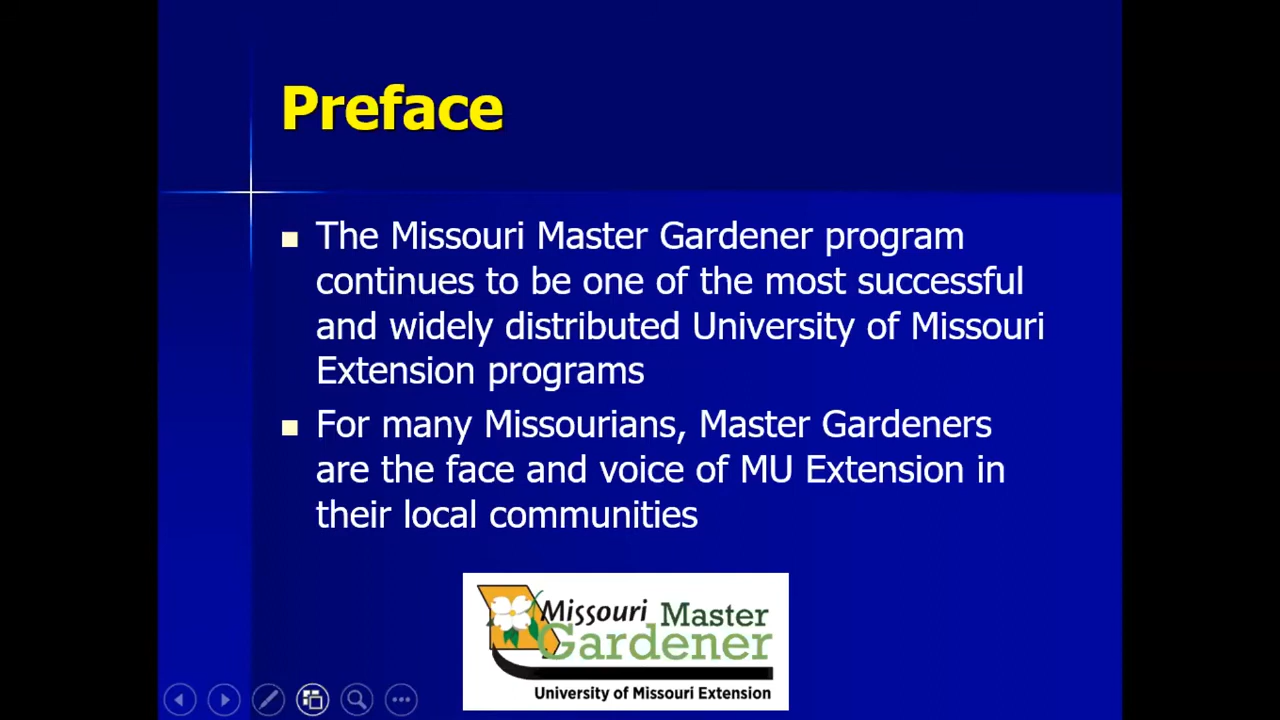 Preface
The Missouri Master Gardener program
continues to be one of the most successful
and widely distributed University of Missouri
Extension programs
For many Missourians, Master Gardeners
are the face and voice of MU Extension in
their local communities
Missouri Master
Gardener
University of Missouri Extension